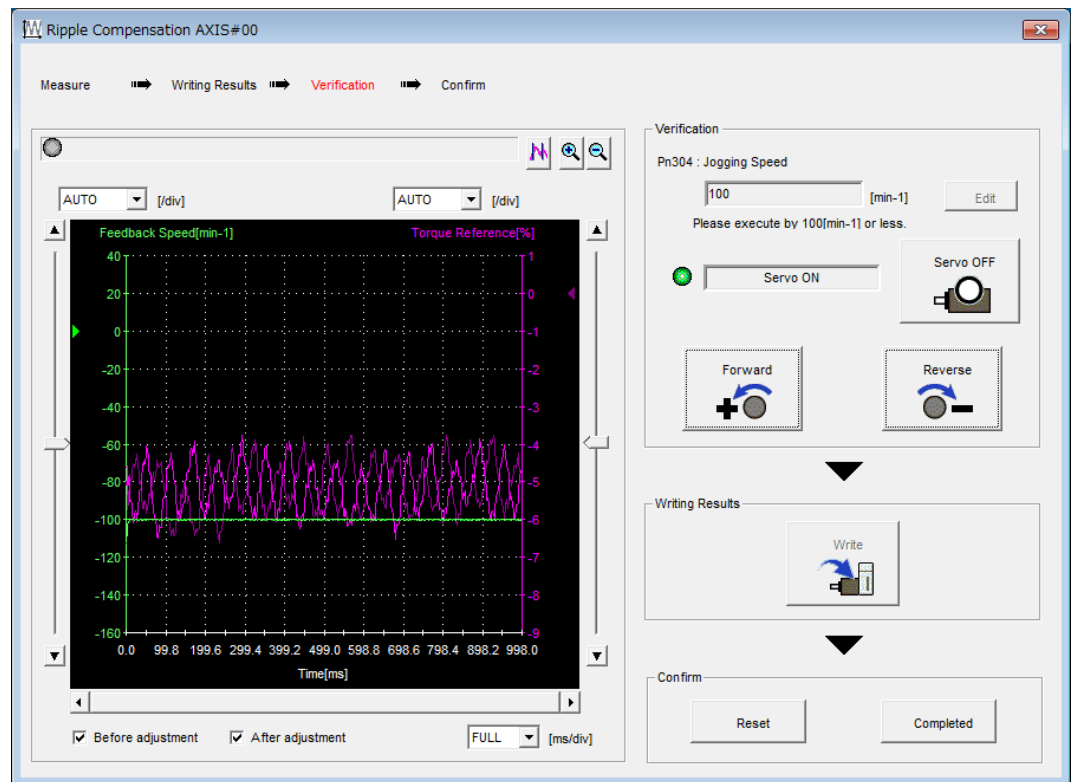 Ripple Compensation AXIS#00
Measure Writing Results Verification Confirm
AUTO [/div] AUTO [/div]
Feedback Speed[min-1] Torque Reference[%]
40 1
20 0
0 -1
-20 -2
-40 -3
-60 -4
-80 -5
-100 -6
-120 -7
-140 -8
-160 -9
0.0 99.8 199.6 299.4 399.2 499.0 598.8 698.6 798.4 898.2 998.0
Time[ms]
Before adjustment After adjustment FULL [ms/div]
Verification
Pn304 : Jogging Speed
100 [min-1] Edit
Please execute by 100[min-1] or less.
Servo ON Servo OFF
Forward Reverse
Writing Results
Write
Confirm
Reset Completed